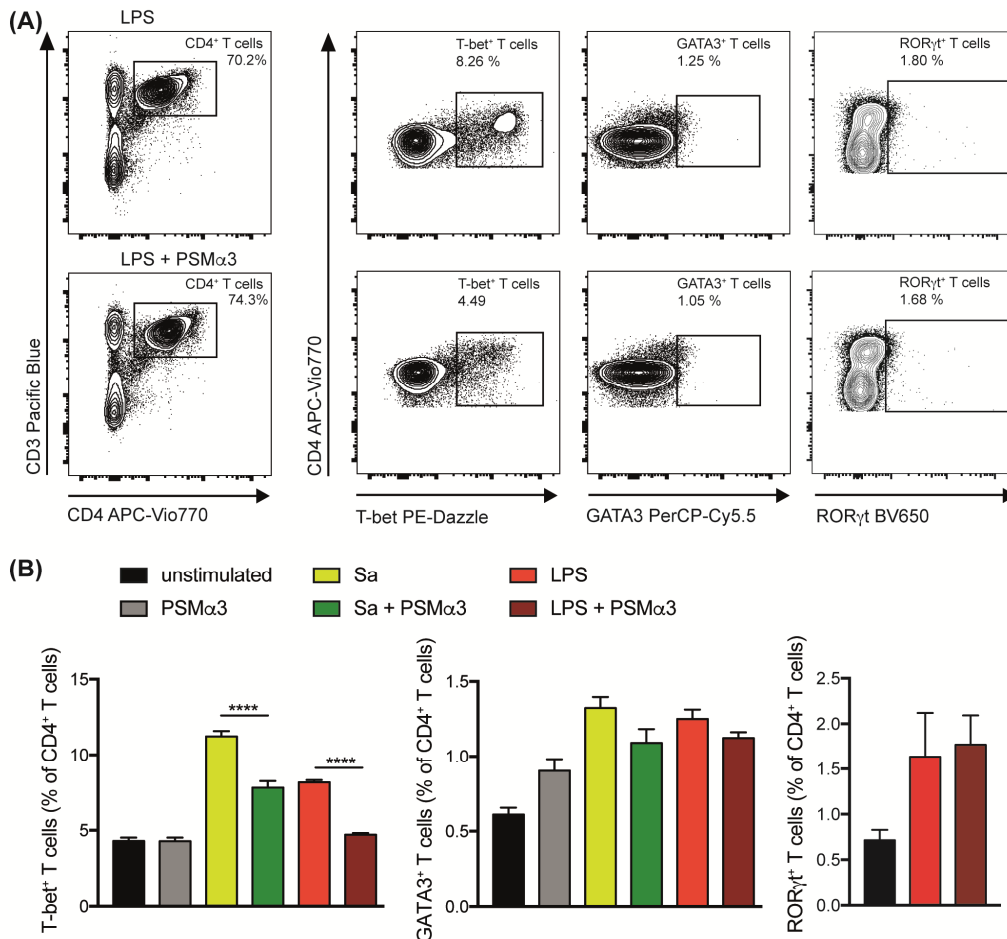 (A)
LPS
CD4⁺ T cells
70.2%
T-bet⁺ T cells
8.26 %
GATA3⁺ T cells
1.25 %
RORγt⁺ T cells
1.80 %
LPS + PSMα3
CD4⁺ T cells
74.3%
T-bet⁺ T cells
4.49
GATA3⁺ T cells
1.05 %
RORγt⁺ T cells
1.68 %
CD3 Pacific Blue
CD4 APC-Vio770
CD4 APC-Vio770
T-bet PE-Dazzle
GATA3 PerCP-Cy5.5
RORγt BV650
(B)
unstimulated
Sa
LPS
PSMα3
Sa + PSMα3
LPS + PSMα3
T-bet⁺ T cells (% of CD4⁺ T cells)
15
10
5
0
****
****
GATA3⁺ T cells (% of CD4⁺ T cells)
1.5
1.0
0.5
0.0
RORγt⁺ T cells (% of CD4⁺ T cells)
2.5
2.0
1.5
1.0
0.5
0.0